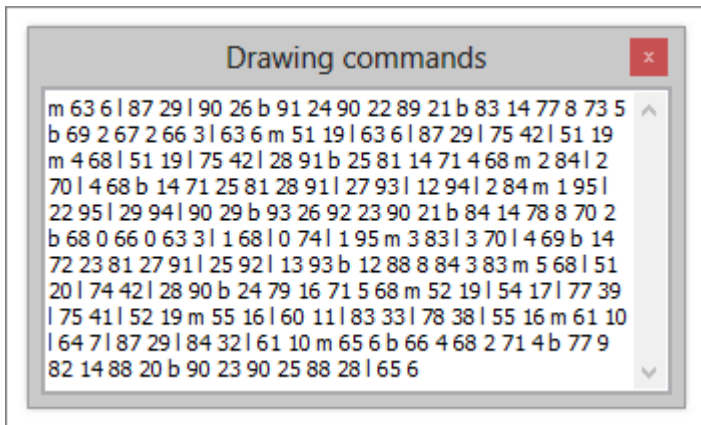 Drawing commands
x
m 63 6 l 87 29 l 90 26 b 91 24 90 22 89 21 b 83 14 77 8 73 5
b 69 2 67 2 66 3 l 63 6 m 51 19 l 63 6 l 87 29 l 75 42 l 51 19
m 4 68 l 51 19 l 75 42 l 28 91 b 25 81 14 71 4 68 m 2 84 l 2
70 l 4 68 b 14 71 25 81 28 91 l 27 93 l 12 94 l 2 84 m 1 95 l
22 95 l 29 94 l 90 29 b 93 26 92 23 90 21 b 84 14 78 8 70 2
b 68 0 66 0 63 3 l 1 68 l 0 74 l 1 95 m 3 83 l 3 70 l 4 69 b 14
72 23 81 27 91 l 25 92 l 13 93 b 12 88 8 84 3 83 m 5 68 l 51
20 l 74 42 l 28 90 b 24 79 16 71 5 68 m 52 19 l 54 17 l 77 39
l 75 41 l 52 19 m 55 16 l 60 11 l 83 33 l 78 38 l 55 16 m 61 10
l 64 7 l 87 29 l 84 32 l 61 10 m 65 6 b 66 4 68 2 71 4 b 77 9
82 14 88 20 b 90 23 90 25 88 28 l 65 6